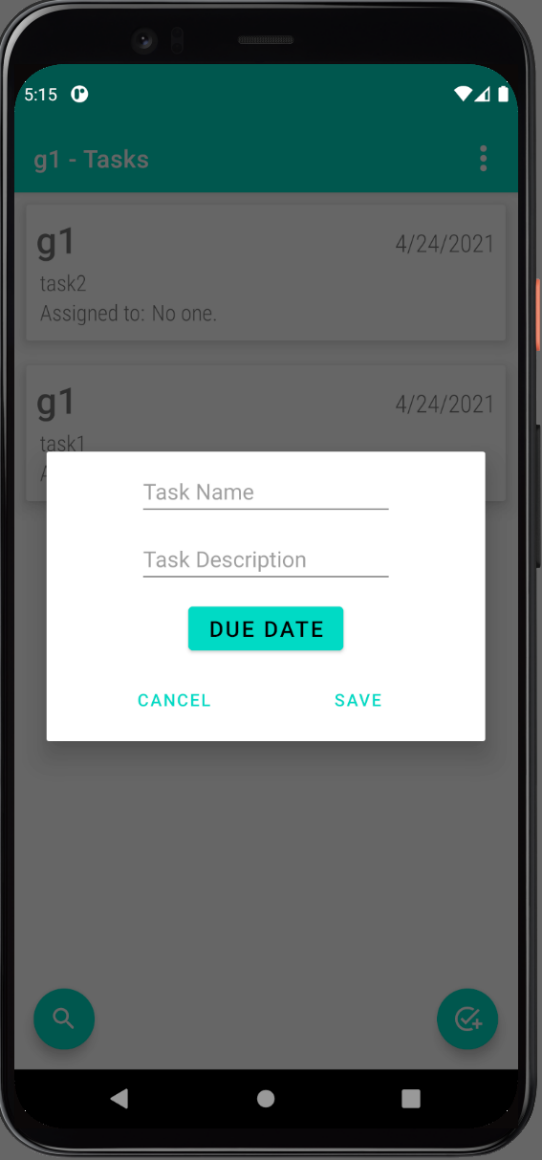 5:15
g1 - Tasks
g1
4/24/2021
task2
Assigned to: No one.
g1
4/24/2021
task1
Task Name
Task Description
DUE DATE
CANCEL
SAVE